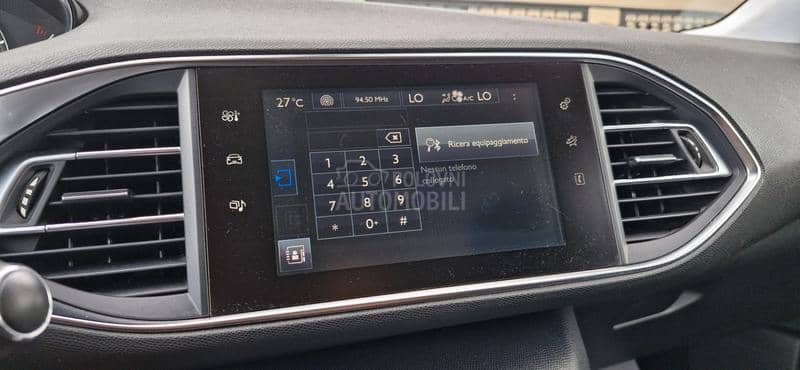 27 °C 94.50 MHz LO A/C LO
Ricera equipaggiamento
1 2 3
Nessun telefono
collegato
4 5 6
7 8 9
* 0+ #
AUTOMOBILI